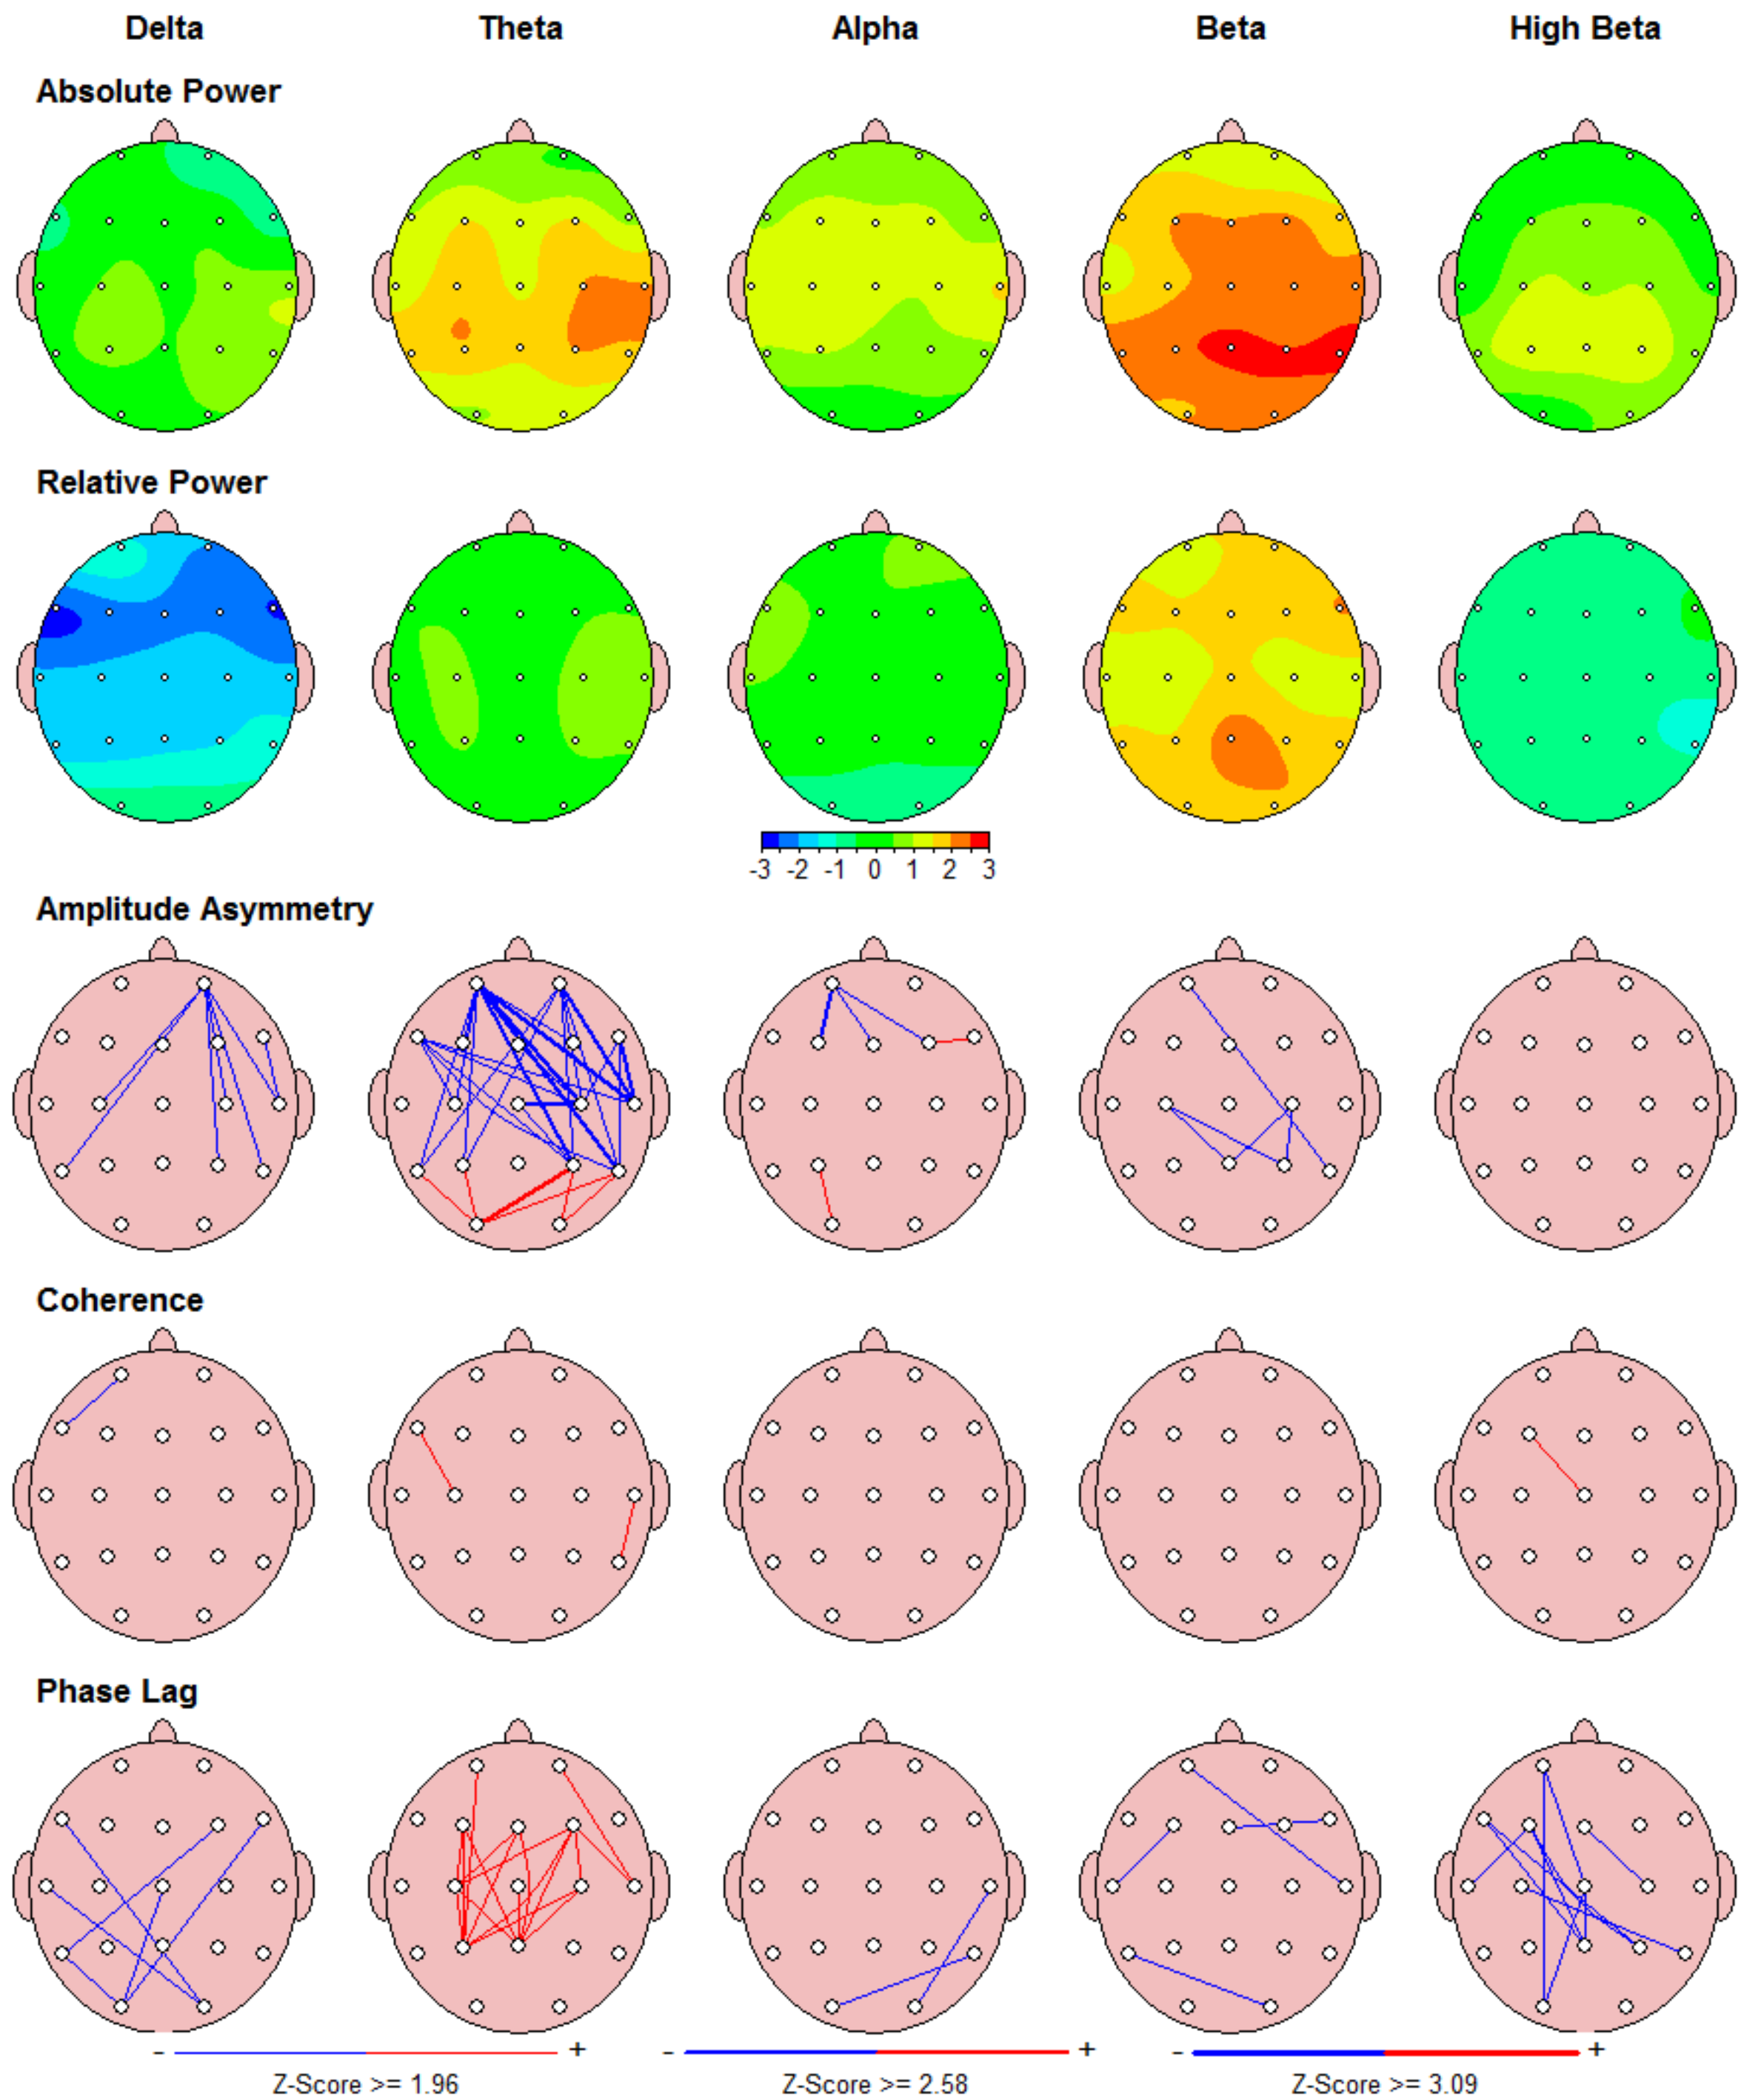 Delta Theta Alpha Beta High Beta
Absolute Power
Relative Power
-3 -2 -1 0 1 2 3
Amplitude Asymmetry
Coherence
Phase Lag
- + - + - +
Z-Score >= 1.96 Z-Score >= 2.58 Z-Score >= 3.09